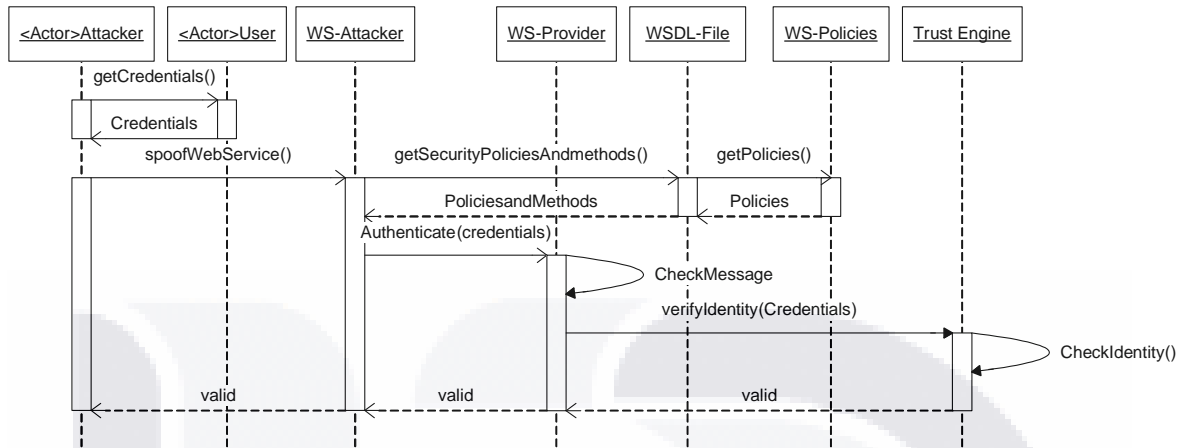 <Actor>Attacker
<Actor>User
WS-Attacker
WS-Provider
WSDL-File
WS-Policies
Trust Engine
getCredentials()
Credentials
spoofWebService()
getSecurityPoliciesAndmethods()
getPolicies()
PoliciesandMethods
Policies
Authenticate(credentials)
CheckMessage
verifyIdentity(Credentials)
CheckIdentity()
valid
valid
valid